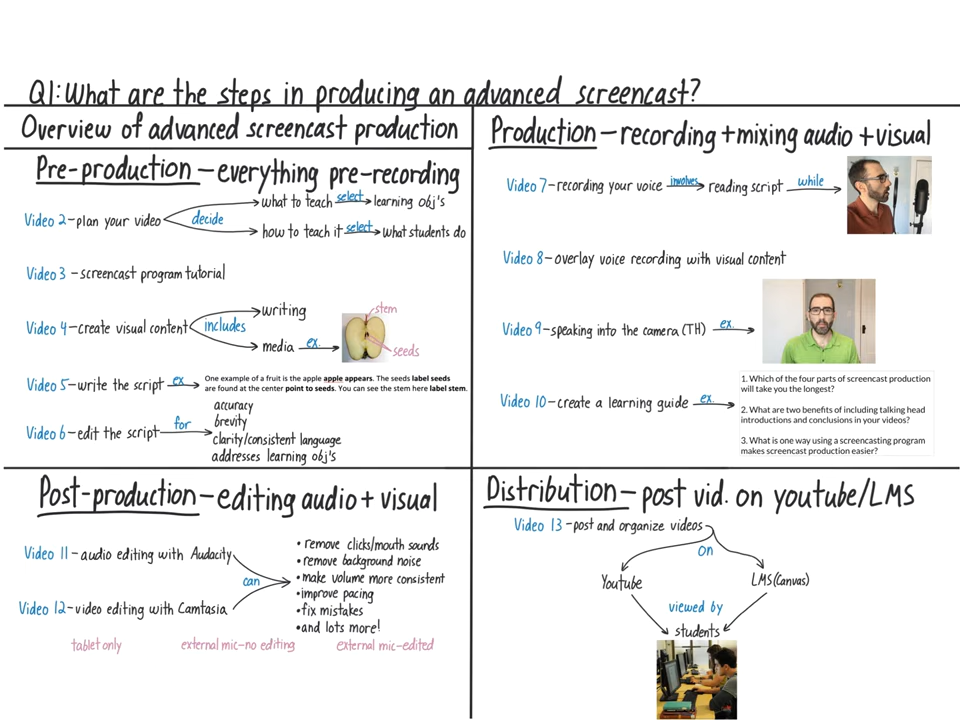 Q1: What are the steps in producing an advanced screencast?
Overview of advanced screencast production
Pre-production - everything pre-recording
Video 2 - plan your video decide
what to teach select learning obj's
how to teach it select what students do
Video 3 - screencast program tutorial
Video 4 - create visual content includes
writing
media ex.
stem
seeds
Video 5 - write the script ex
One example of a fruit is the apple apple appears. The seeds label seeds
are found at the center point to seeds. You can see the stem here label stem.
Video 6 - edit the script for
accuracy
brevity
clarity/consistent language
addresses learning obj's
Production - recording + mixing audio + visual
Video 7 - recording your voice involves reading script while
Video 8 - overlay voice recording with visual content
Video 9 - speaking into the camera (TH) ex.
Video 10 - create a learning guide ex.
1. Which of the four parts of screencast production
will take you the longest?
2. What are two benefits of including talking head
introductions and conclusions in your videos?
3. What is one way using a screencasting program
makes screencast production easier?
Post-production - editing audio + visual
Video 11 - audio editing with Audacity
Video 12 - video editing with Camtasia
can
• remove clicks/mouth sounds
• remove background noise
• make volume more consistent
• improve pacing
• fix mistakes
• and lots more!
tablet only external mic-no editing external mic-edited
Distribution - post vid. on youtube/LMS
Video 13 - post and organize videos
on
Youtube LMS (Canvas)
viewed by
students